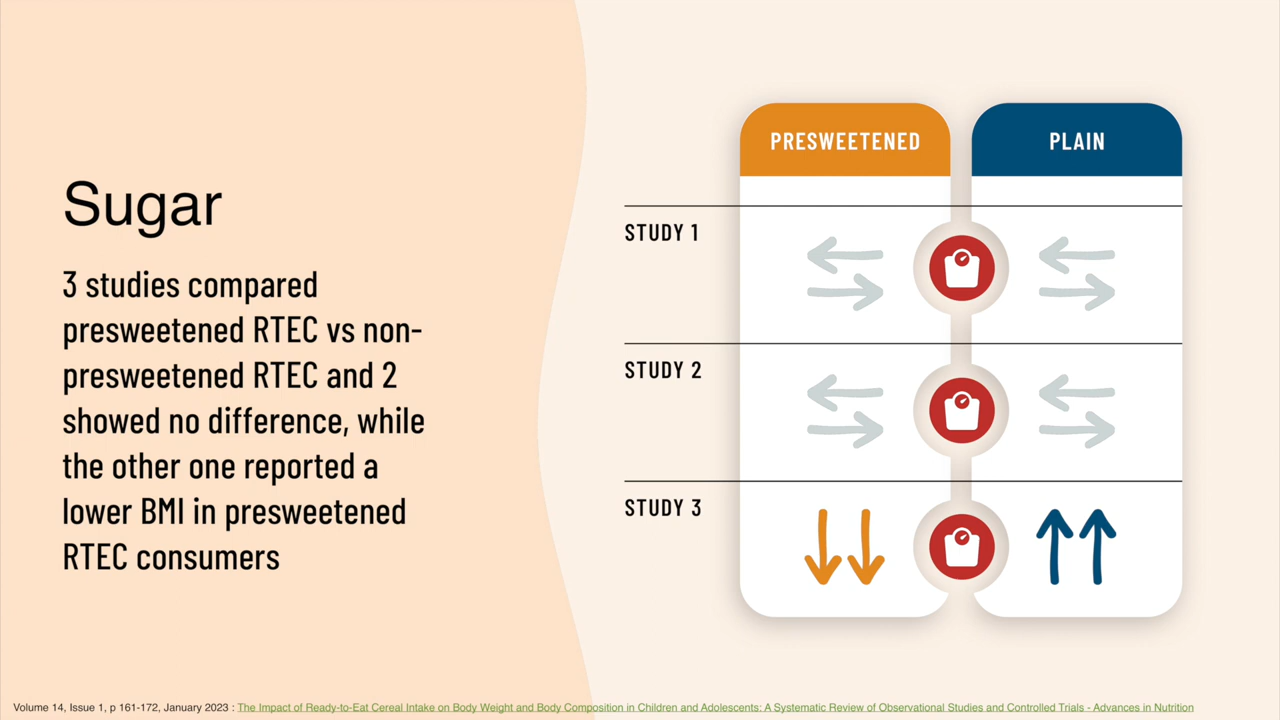 Sugar
3 studies compared
presweetened RTEC vs non-
presweetened RTEC and 2
showed no difference, while
the other one reported a
lower BMI in presweetened
RTEC consumers
PRESWEETENED
PLAIN
STUDY 1
STUDY 2
STUDY 3
Volume 14, Issue 1, p 161-172, January 2023 : The Impact of Ready-to-Eat Cereal Intake on Body Weight and Body Composition in Children and Adolescents: A Systematic Review of Observational Studies and Controlled Trials - Advances in Nutrition